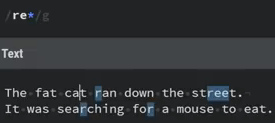 /re*/g
Text
The fat cat ran down the street.
It was searching for a mouse to eat.